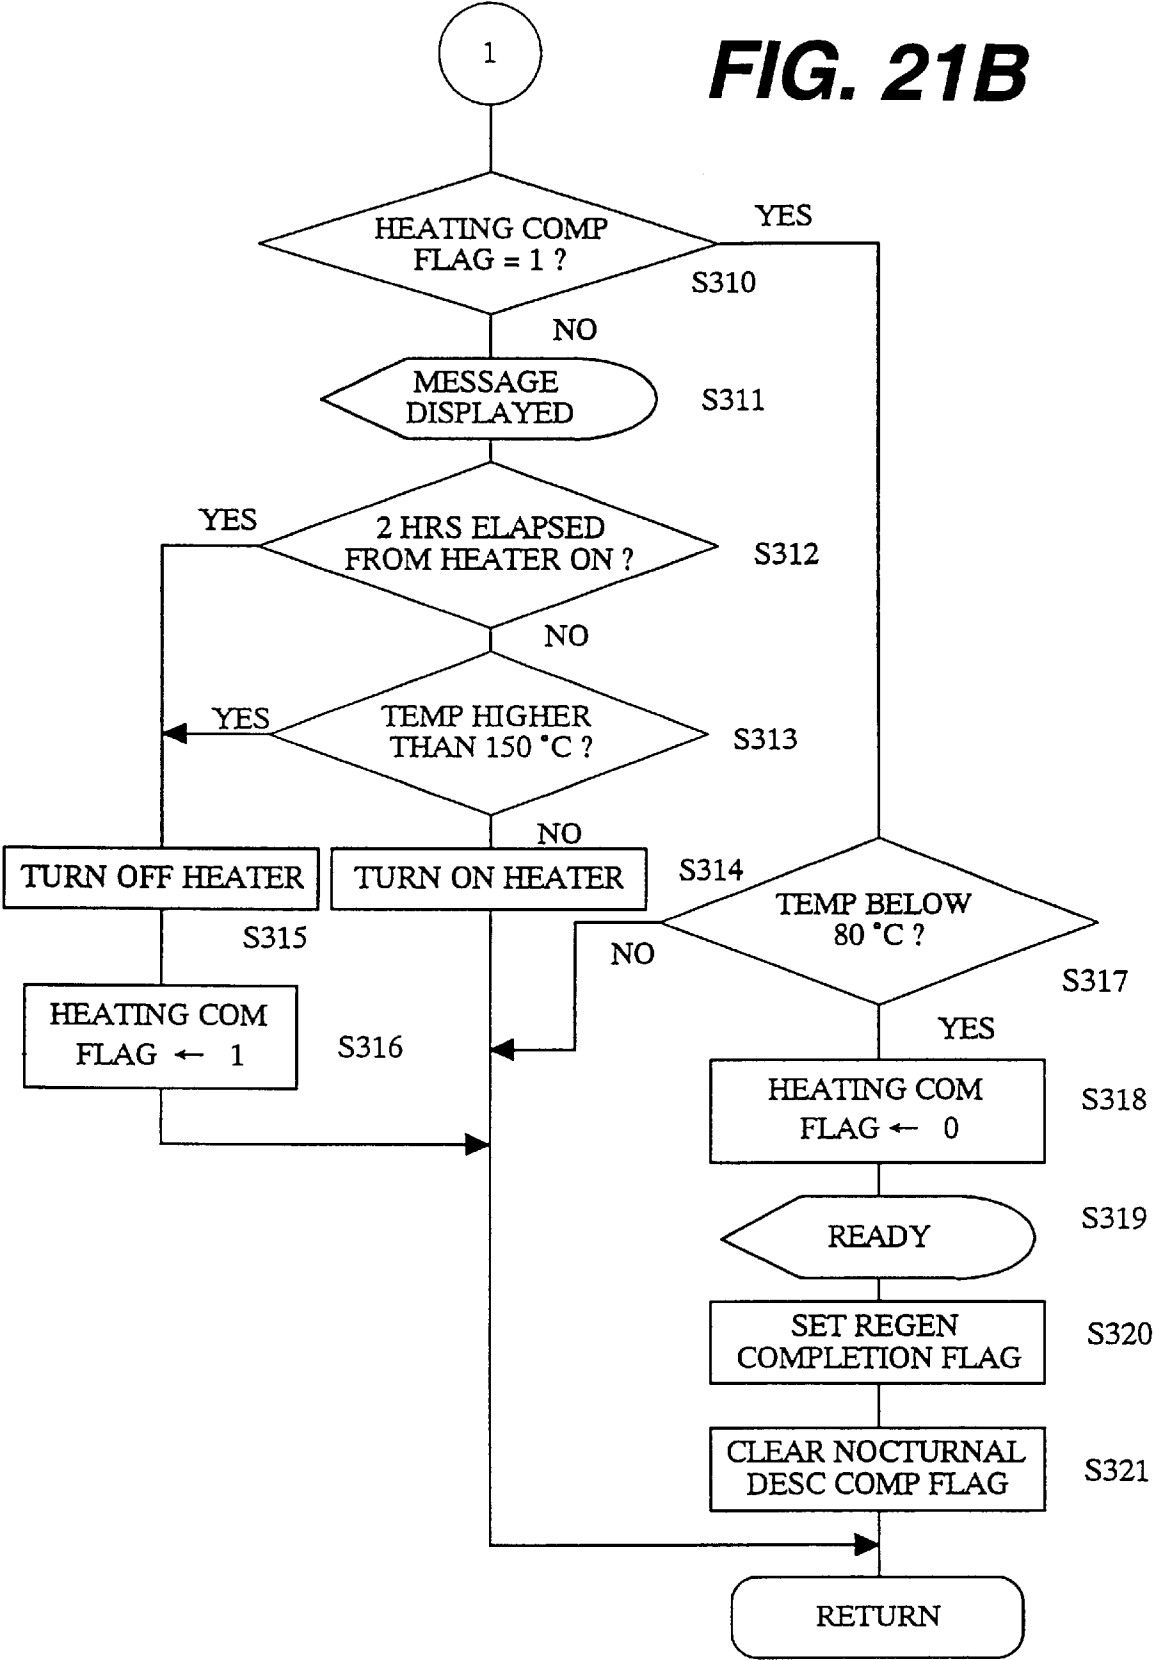 1
FIG. 21B
HEATING COMP
FLAG = 1 ?
YES
S310
NO
MESSAGE
DISPLAYED
S311
YES
2 HRS ELAPSED
FROM HEATER ON ?
S312
NO
YES
TEMP HIGHER
THAN 150 °C ?
S313
NO
TURN OFF HEATER
TURN ON HEATER
S314
S315
TEMP BELOW
80 °C ?
NO
S317
HEATING COM
FLAG ← 1
S316
YES
HEATING COM
FLAG ← 0
S318
READY
S319
SET REGEN
COMPLETION FLAG
S320
CLEAR NOCTURNAL
DESC COMP FLAG
S321
RETURN